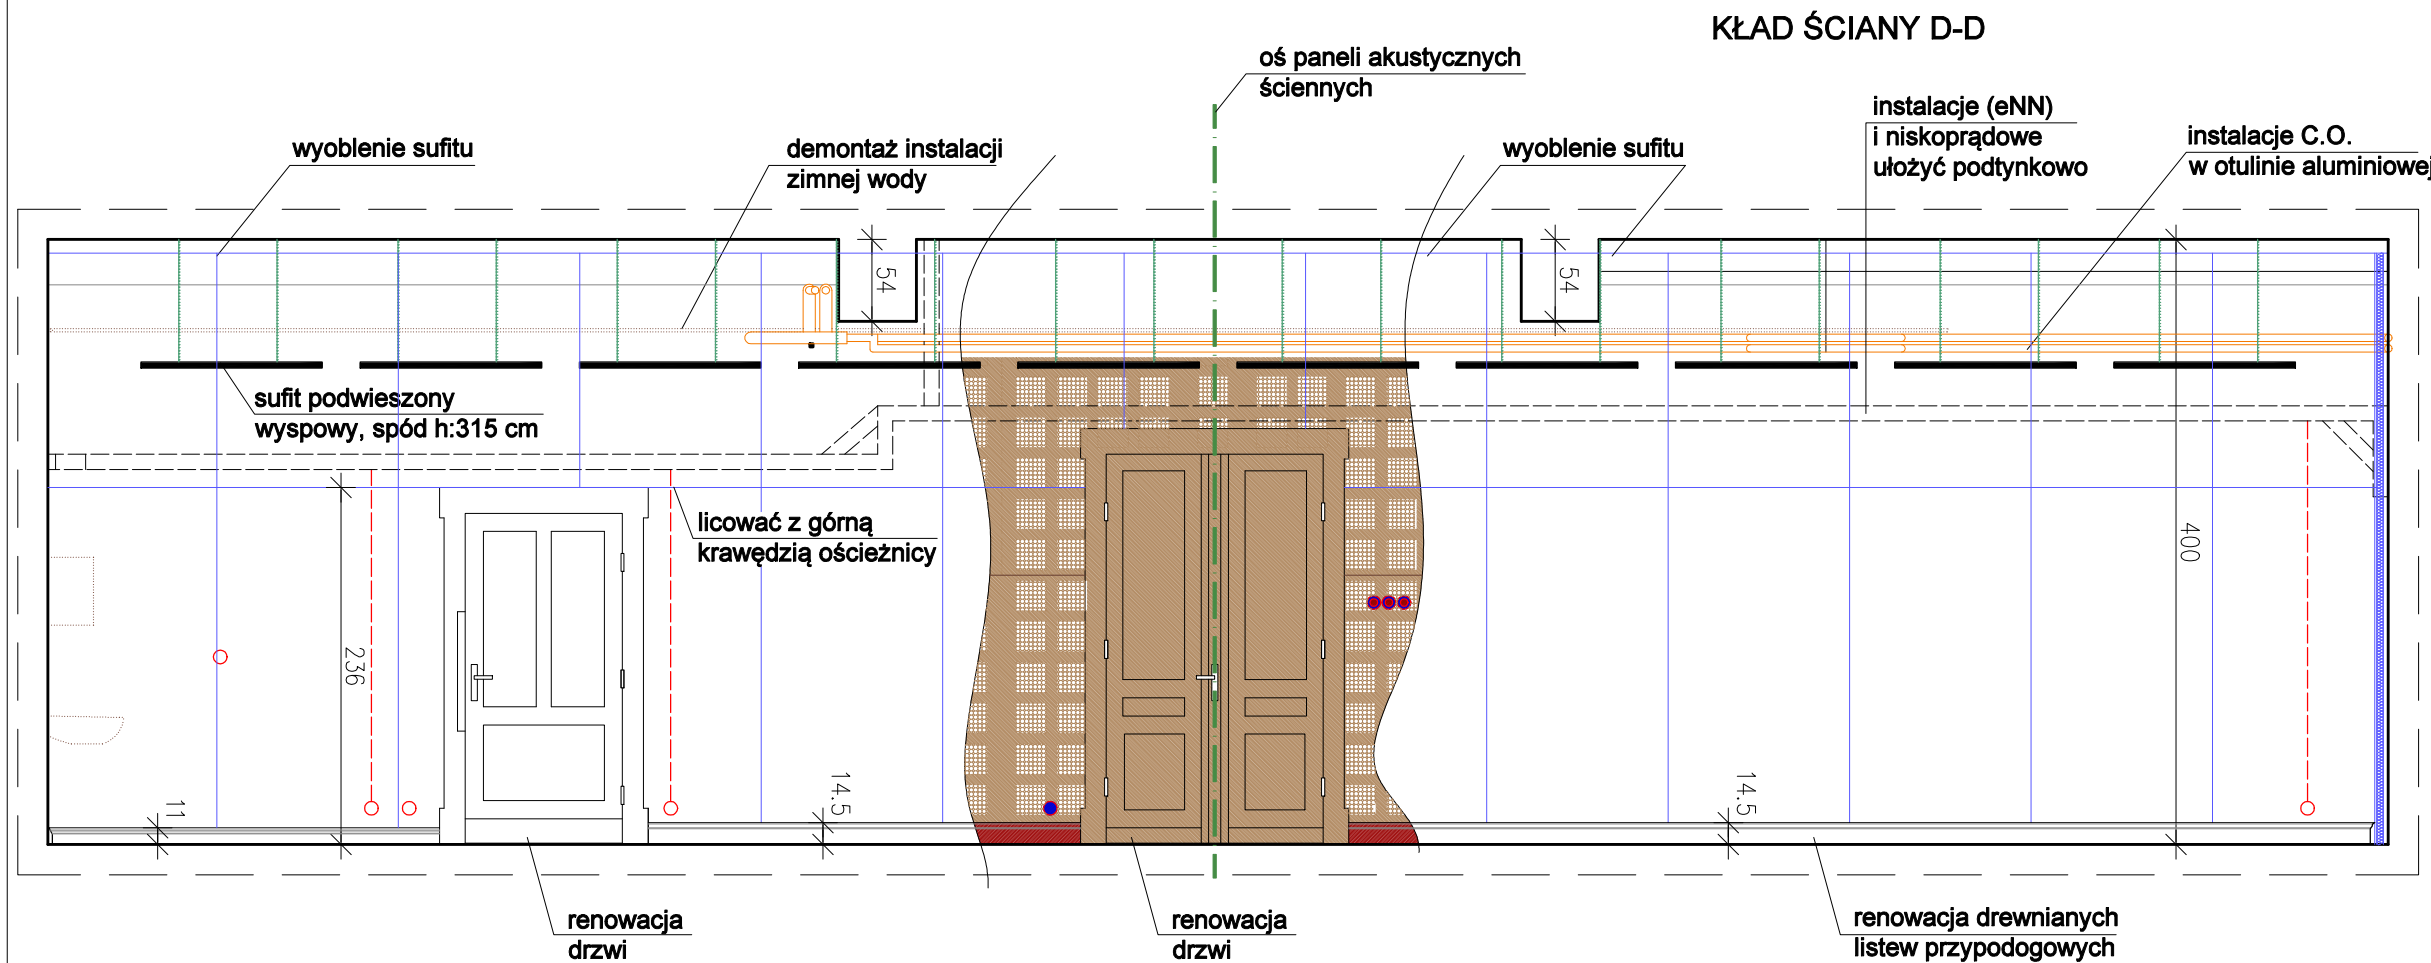 KŁAD ŚCIANY D-D
oś paneli akustycznych
ściennych
instalacje (eNN)
i niskoprądowe
ułożyć podtynkowo
instalacje C.O.
w otulinie aluminiowej
wyoblenie sufitu
demontaż instalacji
zimnej wody
wyoblenie sufitu
54
54
sufit podwieszony
wyspowy, spód h:315 cm
licować z górną
krawędzią ościeżnicy
400
236
11
14.5
14.5
renowacja
drzwi
renowacja
drzwi
renowacja drewnianych
listew przypodogowych